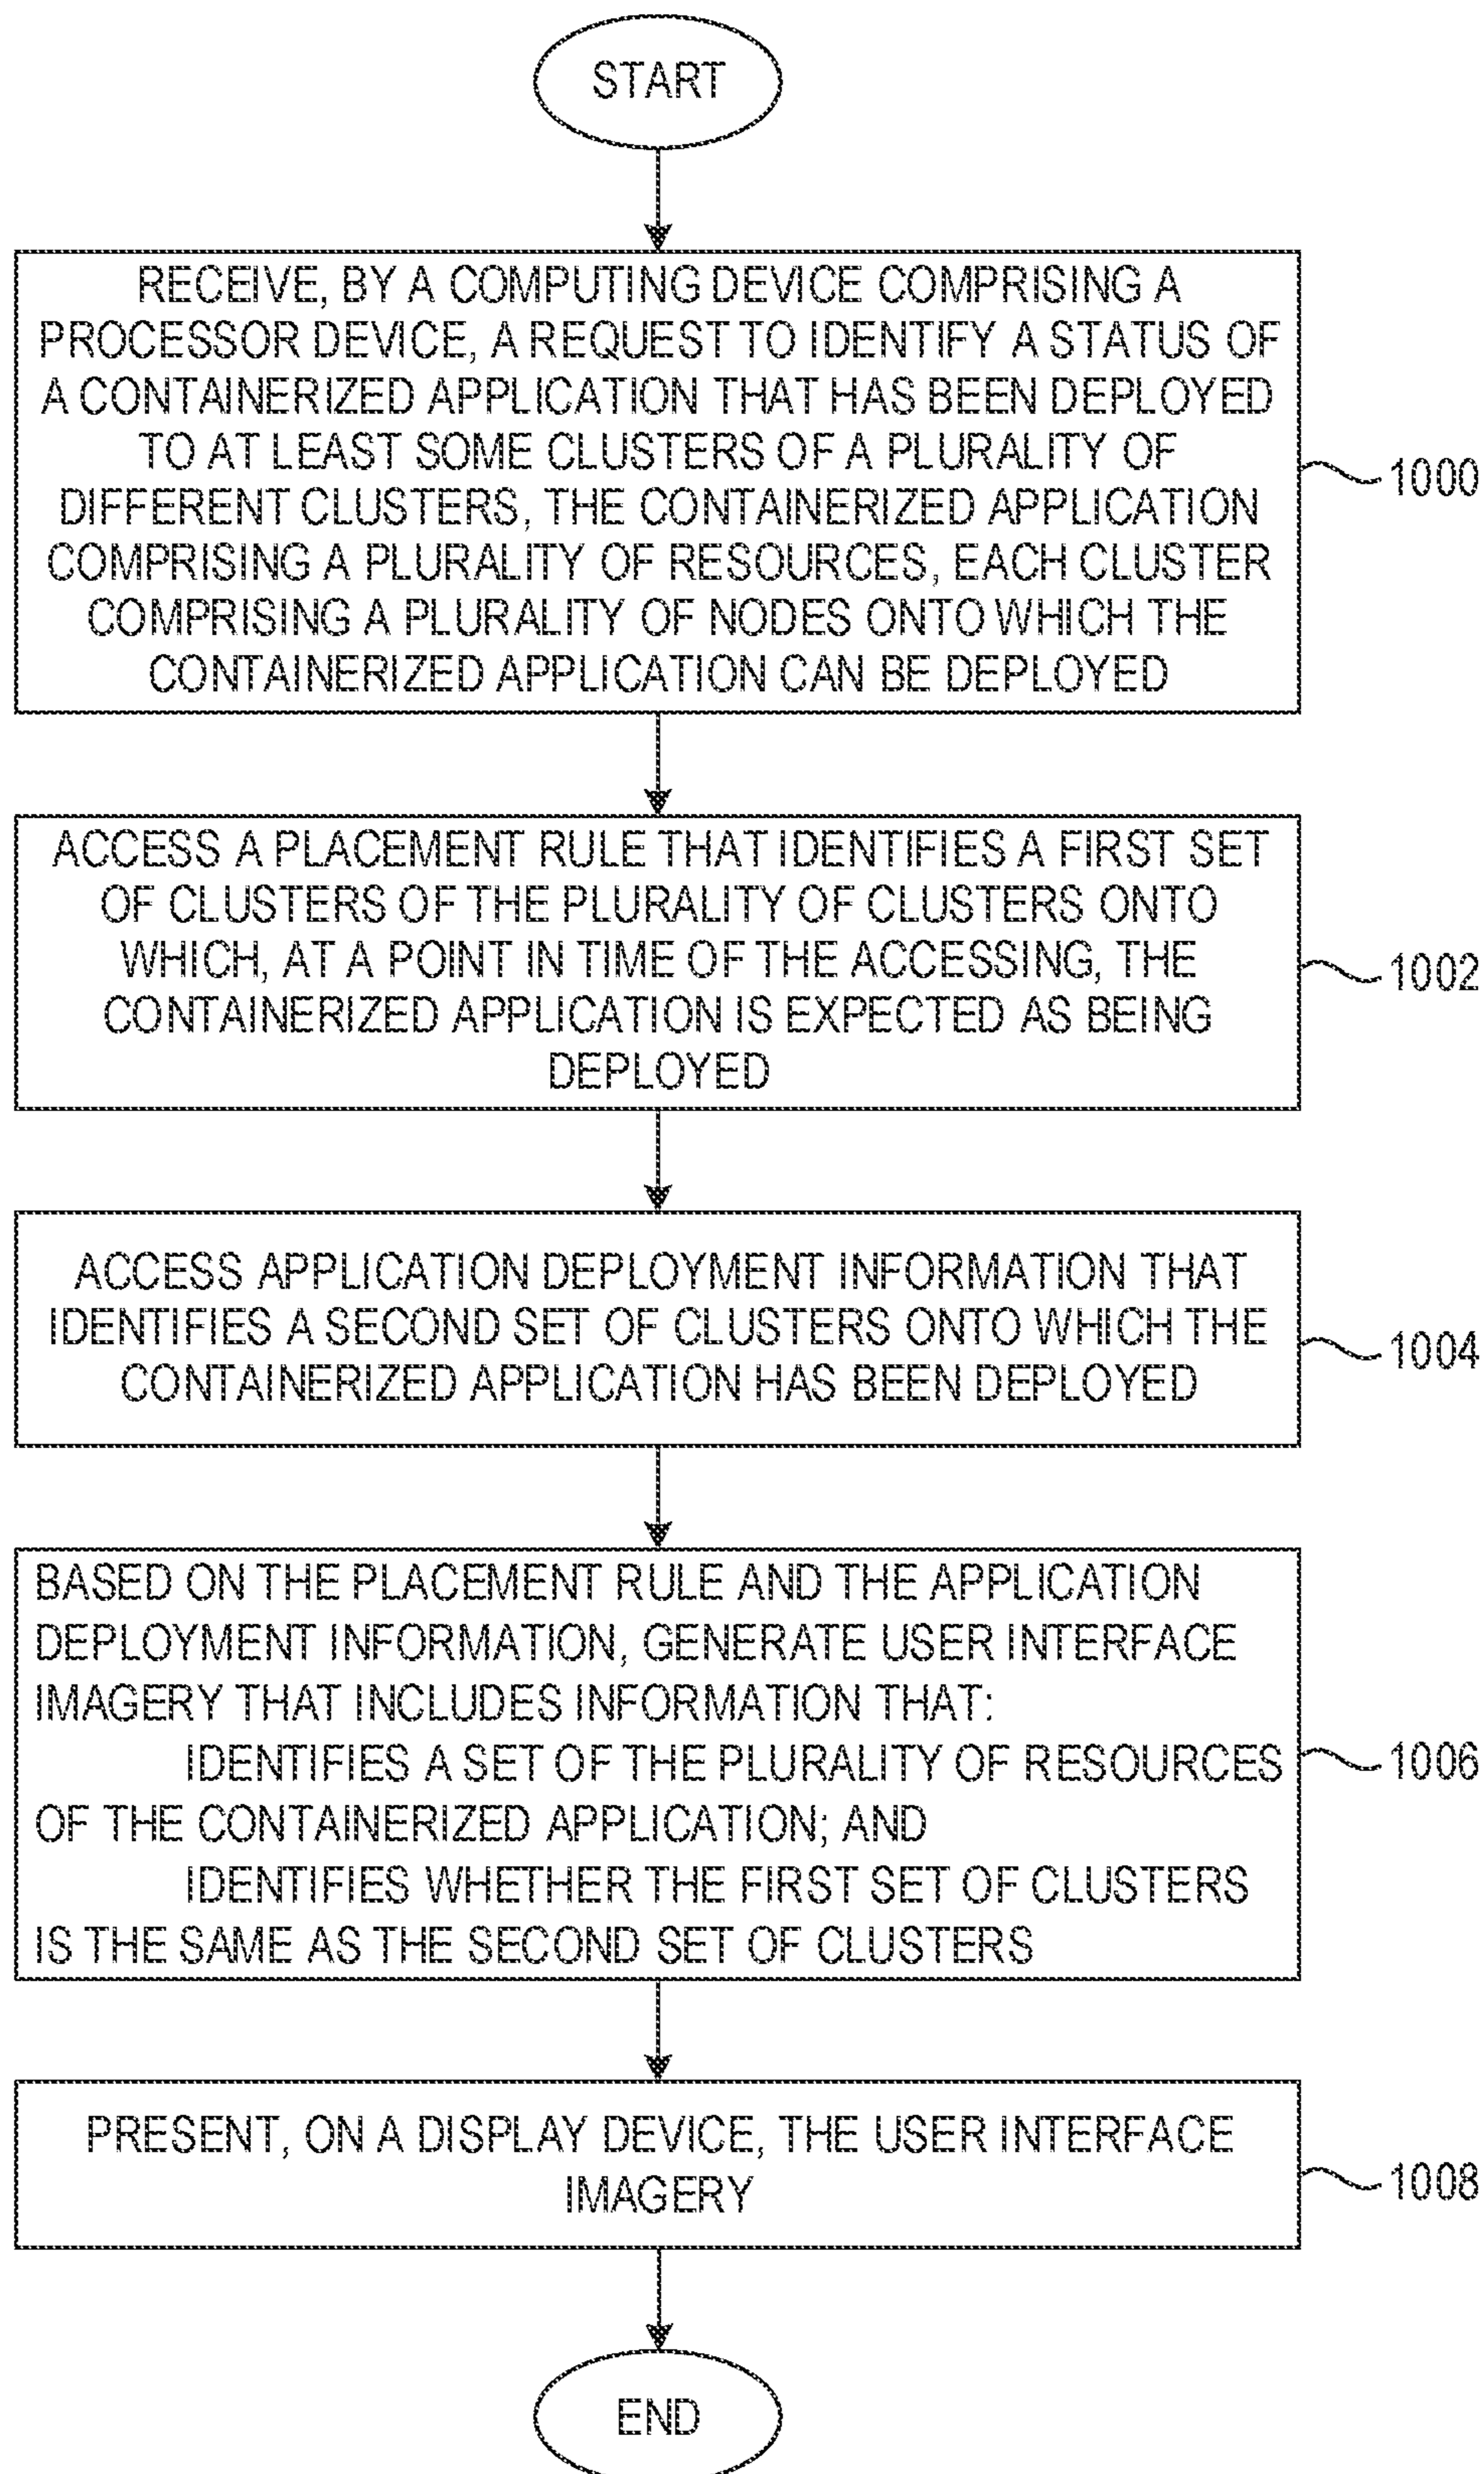 START
RECEIVE, BY A COMPUTING DEVICE COMPRISING A
PROCESSOR DEVICE, A REQUEST TO IDENTIFY A STATUS OF
A CONTAINERIZED APPLICATION THAT HAS BEEN DEPLOYED
TO AT LEAST SOME CLUSTERS OF A PLURALITY OF
DIFFERENT CLUSTERS, THE CONTAINERIZED APPLICATION
COMPRISING A PLURALITY OF RESOURCES, EACH CLUSTER
COMPRISING A PLURALITY OF NODES ONTO WHICH THE
CONTAINERIZED APPLICATION CAN BE DEPLOYED
1000
ACCESS A PLACEMENT RULE THAT IDENTIFIES A FIRST SET
OF CLUSTERS OF THE PLURALITY OF CLUSTERS ONTO
WHICH, AT A POINT IN TIME OF THE ACCESSING, THE
CONTAINERIZED APPLICATION IS EXPECTED AS BEING
DEPLOYED
1002
ACCESS APPLICATION DEPLOYMENT INFORMATION THAT
IDENTIFIES A SECOND SET OF CLUSTERS ONTO WHICH THE
CONTAINERIZED APPLICATION HAS BEEN DEPLOYED
1004
BASED ON THE PLACEMENT RULE AND THE APPLICATION
DEPLOYMENT INFORMATION, GENERATE USER INTERFACE
IMAGERY THAT INCLUDES INFORMATION THAT:
IDENTIFIES A SET OF THE PLURALITY OF RESOURCES
OF THE CONTAINERIZED APPLICATION; AND
IDENTIFIES WHETHER THE FIRST SET OF CLUSTERS
IS THE SAME AS THE SECOND SET OF CLUSTERS
1006
PRESENT, ON A DISPLAY DEVICE, THE USER INTERFACE
IMAGERY
1008
END